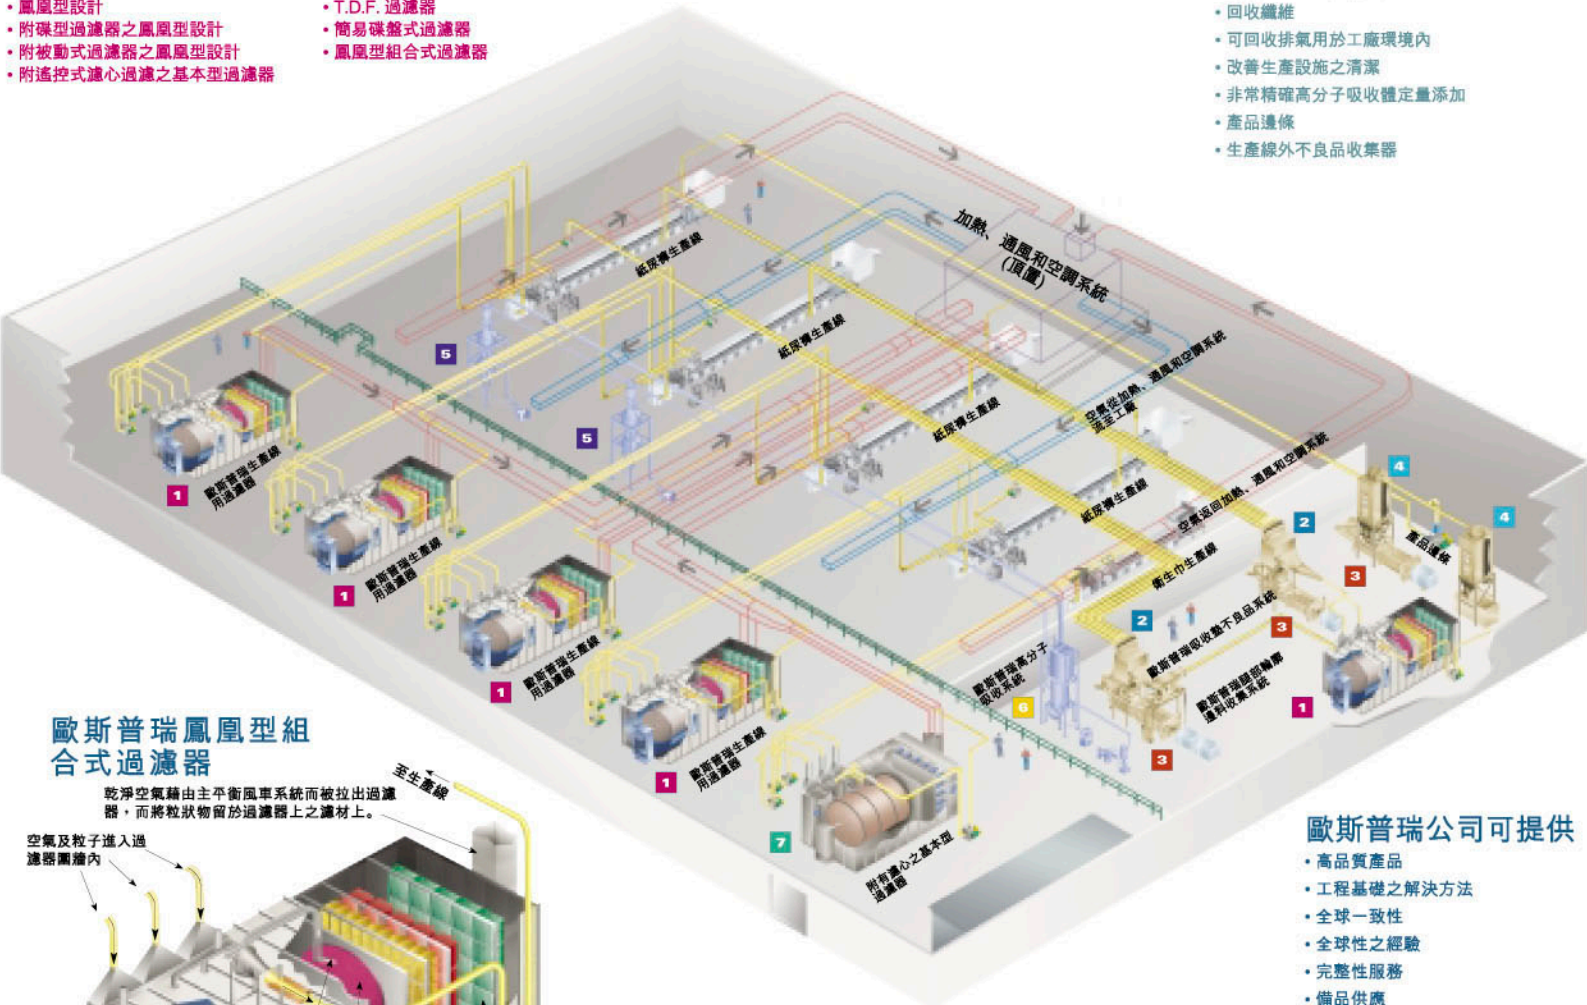 • 鳳凰型設計
• 附碟型過濾器之鳳凰型設計
• 附被動式過濾器之鳳凰型設計
• 附遙控式濾心過濾之基本型過濾器
• T.D.F. 過濾器
• 簡易碟盤式過濾器
• 鳳凰型組合式過濾器
• 回收纖維
• 可回收排氣用於工廠環境內
• 改善生產設施之清潔
• 非常精確高分子吸收體定量添加
• 產品邊條
• 生產線外不良品收集器
加熱、通風和空調系統
(頂置)
紙尿褲生產線
紙尿褲生產線
紙尿褲生產線
紙尿褲生產線
衛生巾生產線
空氣從加熱、通風和空調系統
流至工廠
空氣返回加熱、通風和空調系統
5
5
4
4
產品邊條
2
2
3
3
3
1
歐斯普瑞生產線
用過濾器
1
歐斯普瑞生產線
用過濾器
1
歐斯普瑞生產線
用過濾器
1
歐斯普瑞生產線
用過濾器
1
歐斯普瑞高分子
吸收系統
6
歐斯普瑞吸收墊不良品系統
歐斯普瑞腿部輪廓
邊料收集系統
7
附有濾心之基本型
過濾器
歐斯普瑞鳳凰型組
合式過濾器
至生產線
乾淨空氣藉由主平衡風車系統而被拉出過濾
器，而將粒狀物留於過濾器上之濾材上。
空氣及粒子進入過
濾器圍牆內
歐斯普瑞公司可提供
• 高品質產品
• 工程基礎之解決方法
• 全球一致性
• 全球性之經驗
• 完整性服務
• 備品供應